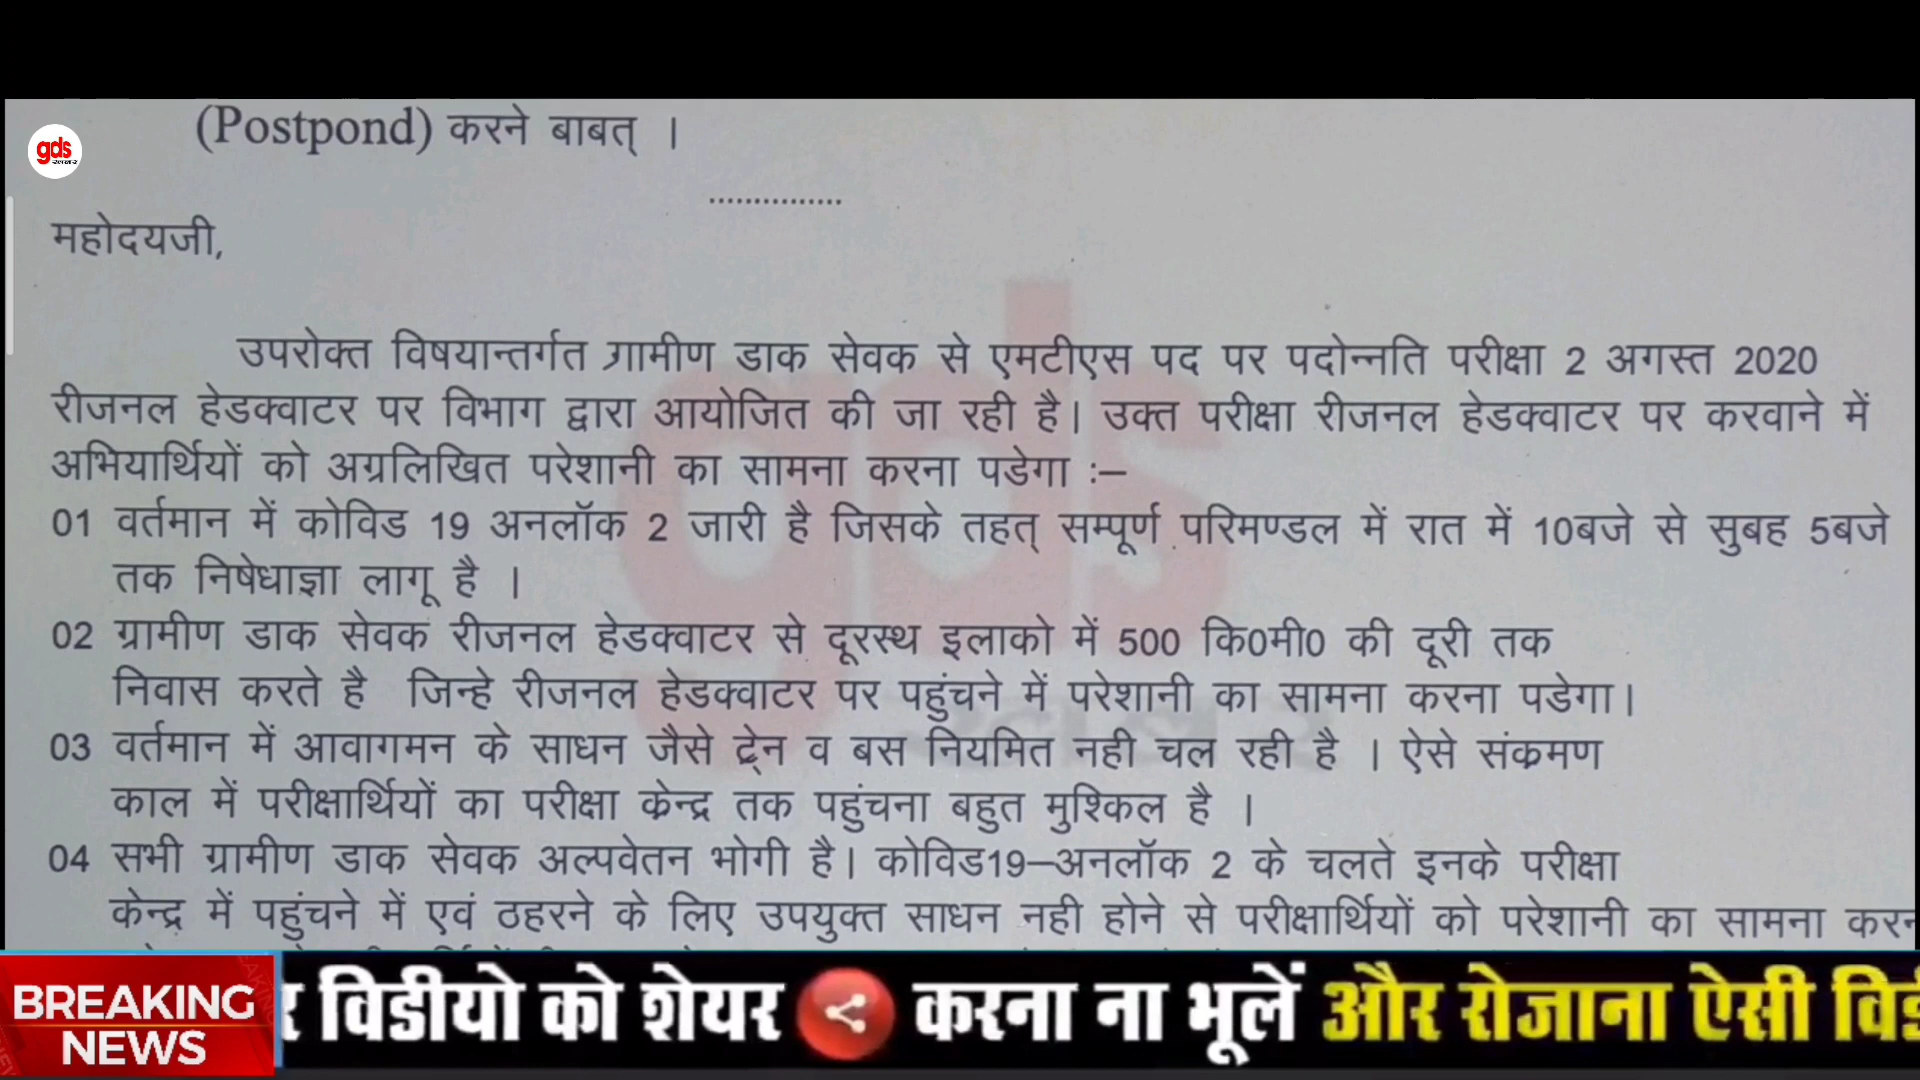 (Postpond) करने बाबत् ।
gds
खबर
...............
महोदयजी,
उपरोक्त विषयान्तर्गत ग्रामीण डाक सेवक से एमटीएस पद पर पदोन्नति परीक्षा 2 अगस्त 2020
रीजनल हेडक्वाटर पर विभाग द्वारा आयोजित की जा रही है। उक्त परीक्षा रीजनल हेडक्वाटर पर करवाने में
अभियार्थियों को अग्रलिखित परेशानी का सामना करना पडेगा :–
01 वर्तमान में कोविड 19 अनलॉक 2 जारी है जिसके तहत् सम्पूर्ण परिमण्डल में रात में 10बजे से सुबह 5बजे
तक निषेधाज्ञा लागू है ।
02 ग्रामीण डाक सेवक रीजनल हेडक्वाटर से दूरस्थ इलाको में 500 कि0मी0 की दूरी तक
निवास करते है जिन्हे रीजनल हेडक्वाटर पर पहुंचने में परेशानी का सामना करना पडेगा।
03 वर्तमान में आवागमन के साधन जैसे ट्रेन व बस नियमित नही चल रही है । ऐसे संक्रमण
काल में परीक्षार्थियों का परीक्षा केन्द्र तक पहुंचना बहुत मुश्किल है ।
04 सभी ग्रामीण डाक सेवक अल्पवेतन भोगी है। कोविड19–अनलॉक 2 के चलते इनके परीक्षा
केन्द्र में पहुंचने में एवं ठहरने के लिए उपयुक्त साधन नही होने से परीक्षार्थियों को परेशानी का सामना
BREAKING
NEWS
विडीयो को शेयर करना ना भूलें और रोजाना ऐसी